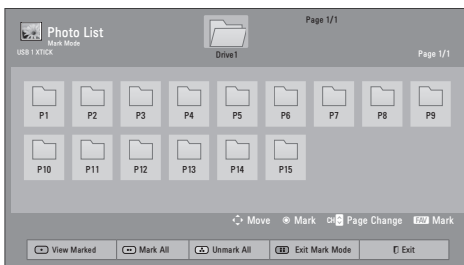 Page 1/1
Photo List
Mark Mode
USB 1 XTICK
Drive1
Page 1/1
P1 P2 P3 P4 P5 P6 P7 P8 P9
P10 P11 P12 P13 P14 P15
Move Mark CH Page Change FAV Mark
View Marked Mark All Unmark All Exit Mark Mode Exit